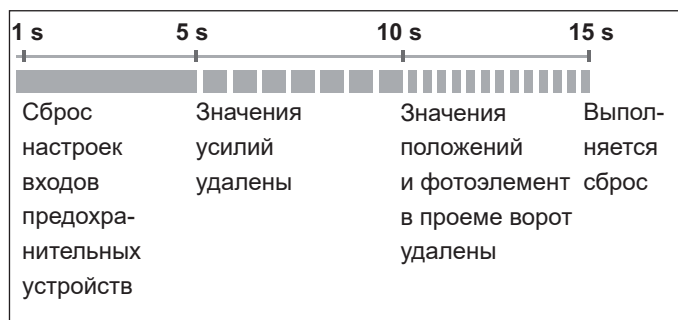 1 s 5 s 10 s 15 s
Сброс
настроек
входов
предохра-
нительных
устройств
Значения
усилий
удалены
Значения
положений
и фотоэлемент
в проеме ворот
удалены
Выпол-
няется
сброс